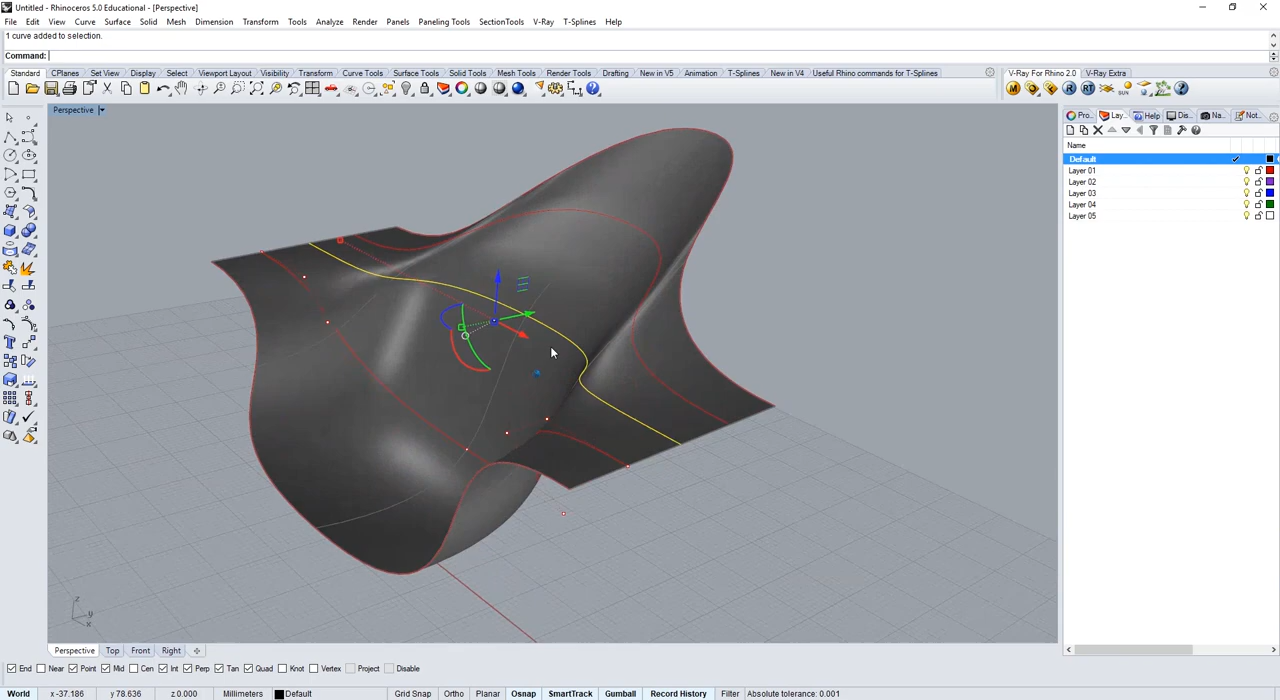 Untitled - Rhinoceros 5.0 Educational - [Perspective]
File Edit View Curve Surface Solid Mesh Dimension Transform Tools Analyze Render Panels Paneling Tools SectionTools V-Ray T-Splines Help
1 curve added to selection.
Command:
Standard CPlanes Set View Display Select Viewport Layout Visibility Transform Curve Tools Surface Tools Solid Tools Mesh Tools Render Tools Drafting New in V5 Animation T-Splines New in V4 Useful Rhino commands for T-Splines V-Ray For Rhino 2.0 V-Ray Extra
Perspective
Pro... Lay... Help Dis... Na... Not...
Name
Default
Layer 01
Layer 02
Layer 03
Layer 04
Layer 05
z
y
x
Perspective Top Front Right
End Near Point Mid Cen Int Perp Tan Quad Knot Vertex Project Disable
World x -37.186 y 78.636 z 0.000 Millimeters Default Grid Snap Ortho Planar Osnap SmartTrack Gumball Record History Filter Absolute tolerance: 0.001